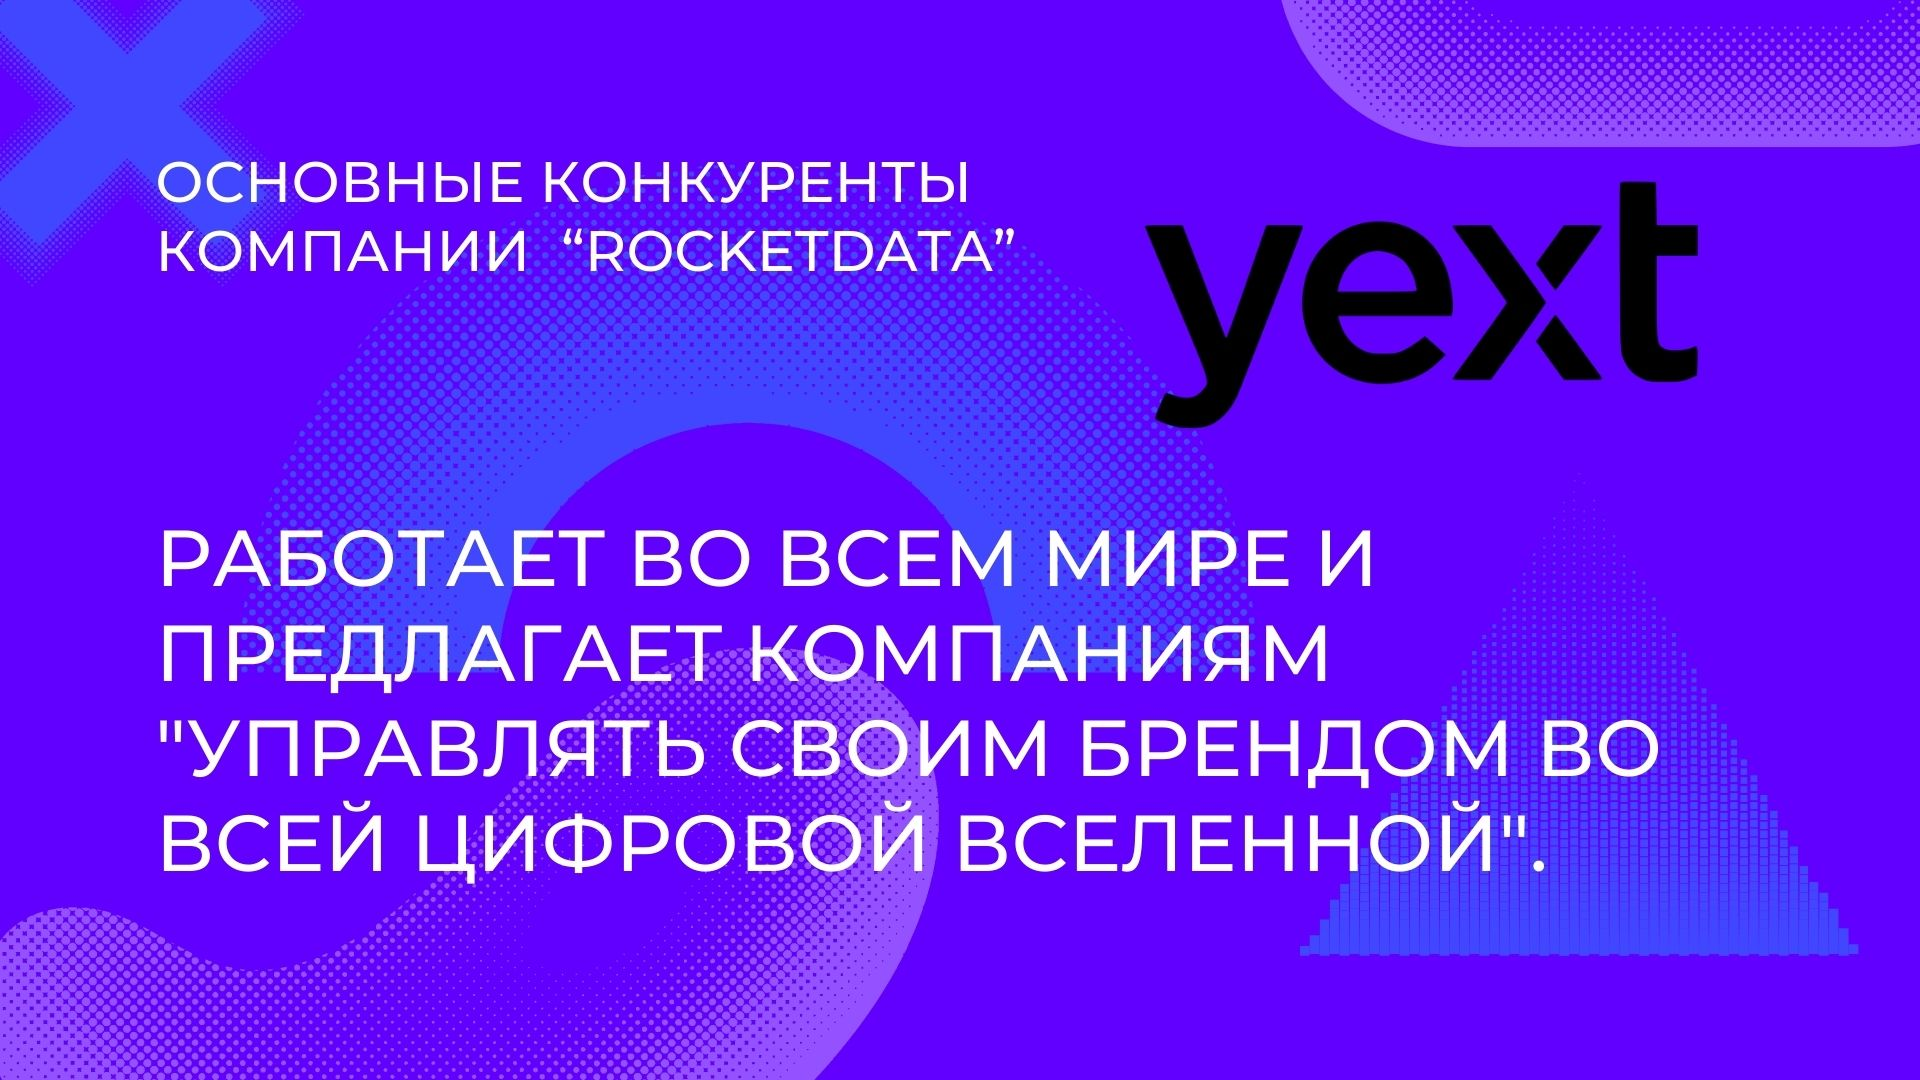 ОСНОВНЫЕ КОНКУРЕНТЫ
КОМПАНИИ “ROCKETDATA”
yext
РАБОТАЕТ ВО ВСЕМ МИРЕ И
ПРЕДЛАГАЕТ КОМПАНИЯМ
"УПРАВЛЯТЬ СВОИМ БРЕНДОМ ВО
ВСЕЙ ЦИФРОВОЙ ВСЕЛЕННОЙ".